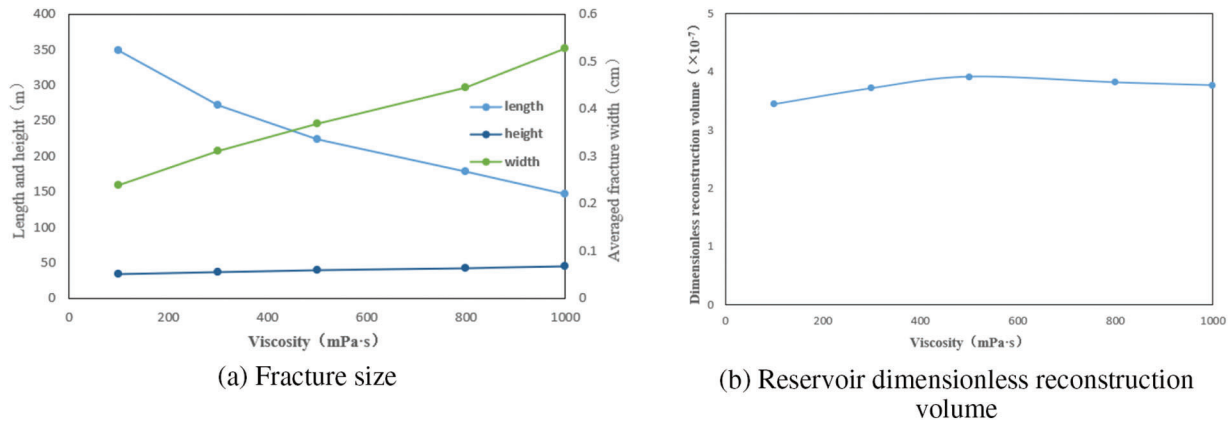 400
350
300
250
200
150
100
50
0
Length and height（m）
0.6
0.5
0.4
0.3
0.2
0.1
0
Averaged fracture width（cm）
length
height
width
0 200 400 600 800 1000
Viscosity（mPa·s）
(a) Fracture size
5
4
3
2
1
0
Dimensionless reconstruction
volume（×10⁻⁷）
0 200 400 600 800 1000
Viscosity（mPa·s）
(b) Reservoir dimensionless reconstruction
volume